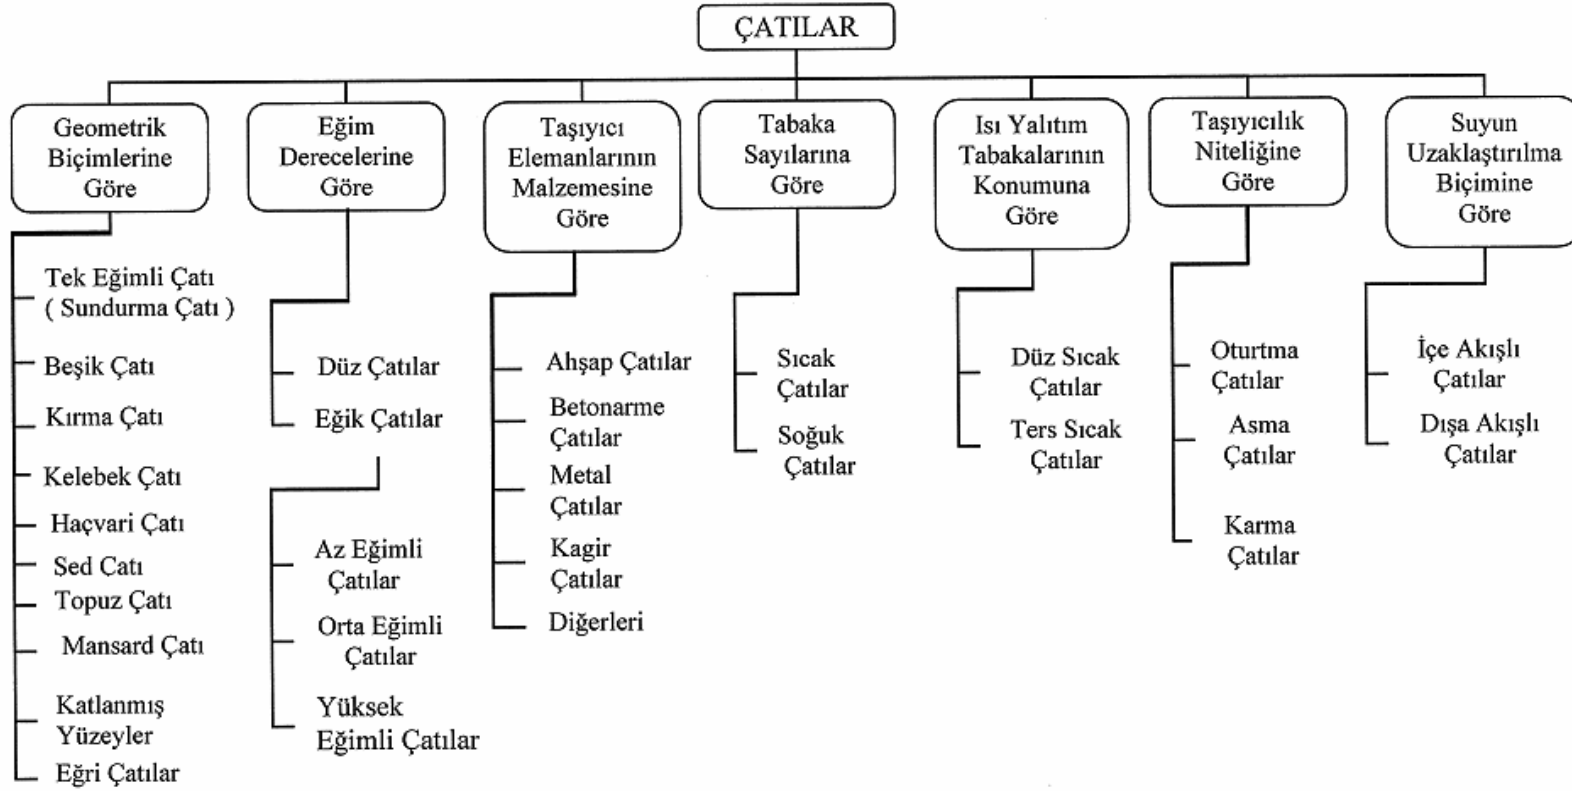 ÇATILAR
Geometrik
Biçimlerine
Göre
Tek Eğimli Çatı
( Sundurma Çatı )
Beşik Çatı
Kırma Çatı
Kelebek Çatı
Haçvari Çatı
Şed Çatı
Topuz Çatı
Mansard Çatı
Katlanmış
Yüzeyler
Eğri Çatılar
Eğim
Derecelerine
Göre
Düz Çatılar
Eğik Çatılar
Az Eğimli
Çatılar
Orta Eğimli
Çatılar
Yüksek
Eğimli Çatılar
Taşıyıcı
Elemanlarının
Malzemesine
Göre
Ahşap Çatılar
Betonarme
Çatılar
Metal
Çatılar
Kagir
Çatılar
Diğerleri
Tabaka
Sayılarına
Göre
Sıcak
Çatılar
Soğuk
Çatılar
Isı Yalıtım
Tabakalarının
Konumuna
Göre
Düz Sıcak
Çatılar
Ters Sıcak
Çatılar
Taşıyıcılık
Niteliğine
Göre
Oturtma
Çatılar
Asma
Çatılar
Karma
Çatılar
Suyun
Uzaklaştırılma
Biçimine
Göre
İçe Akışlı
Çatılar
Dışa Akışlı
Çatılar